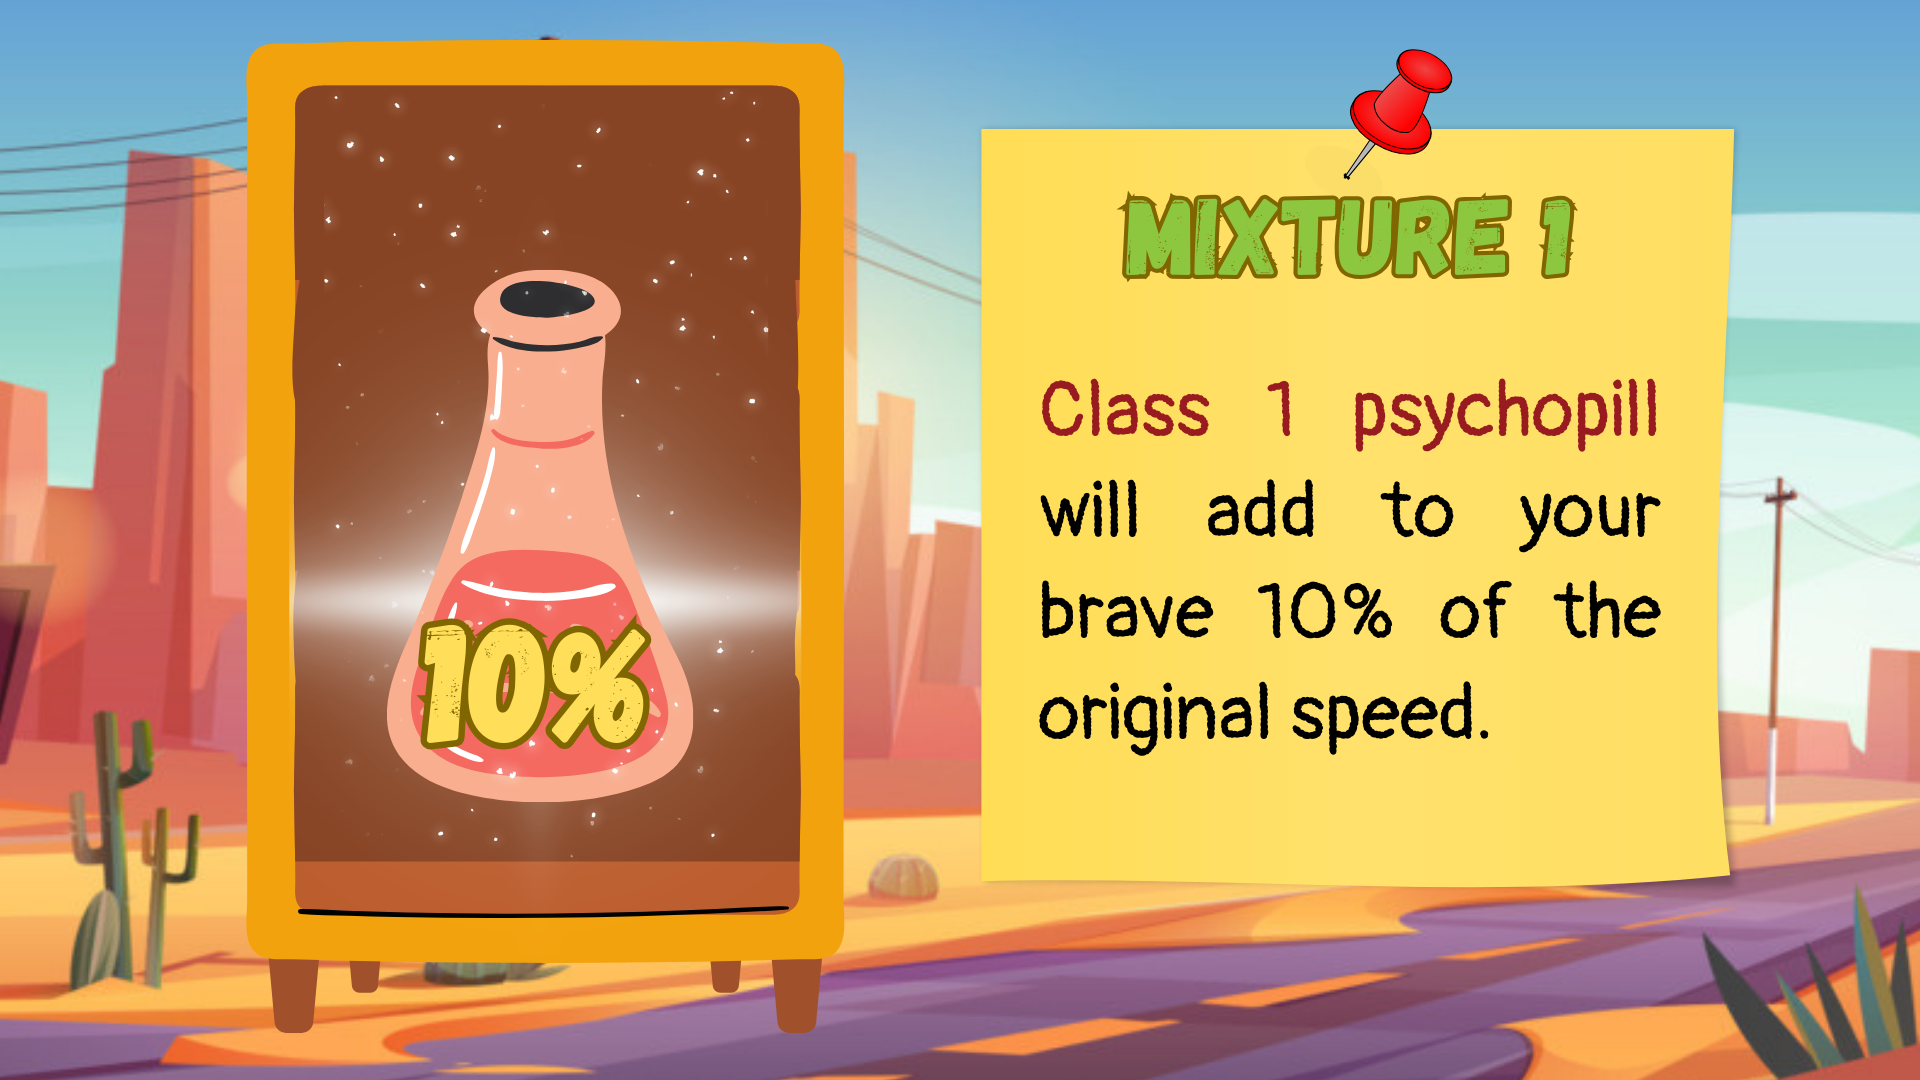 MIXTURE 1
Class 1 psychopill
will add to your
brave 10% of the
original speed.
10%